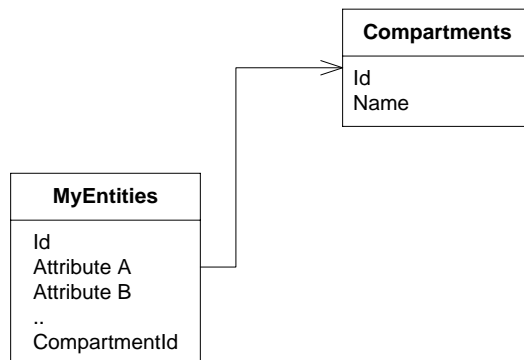 Compartments
Id
Name
MyEntities
Id
Attribute A
Attribute B
..
CompartmentId